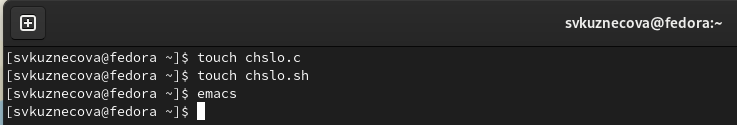 svkuznecova@fedora:~
[svkuznecova@fedora ~]$ touch chslo.c
[svkuznecova@fedora ~]$ touch chslo.sh
[svkuznecova@fedora ~]$ emacs
[svkuznecova@fedora ~]$